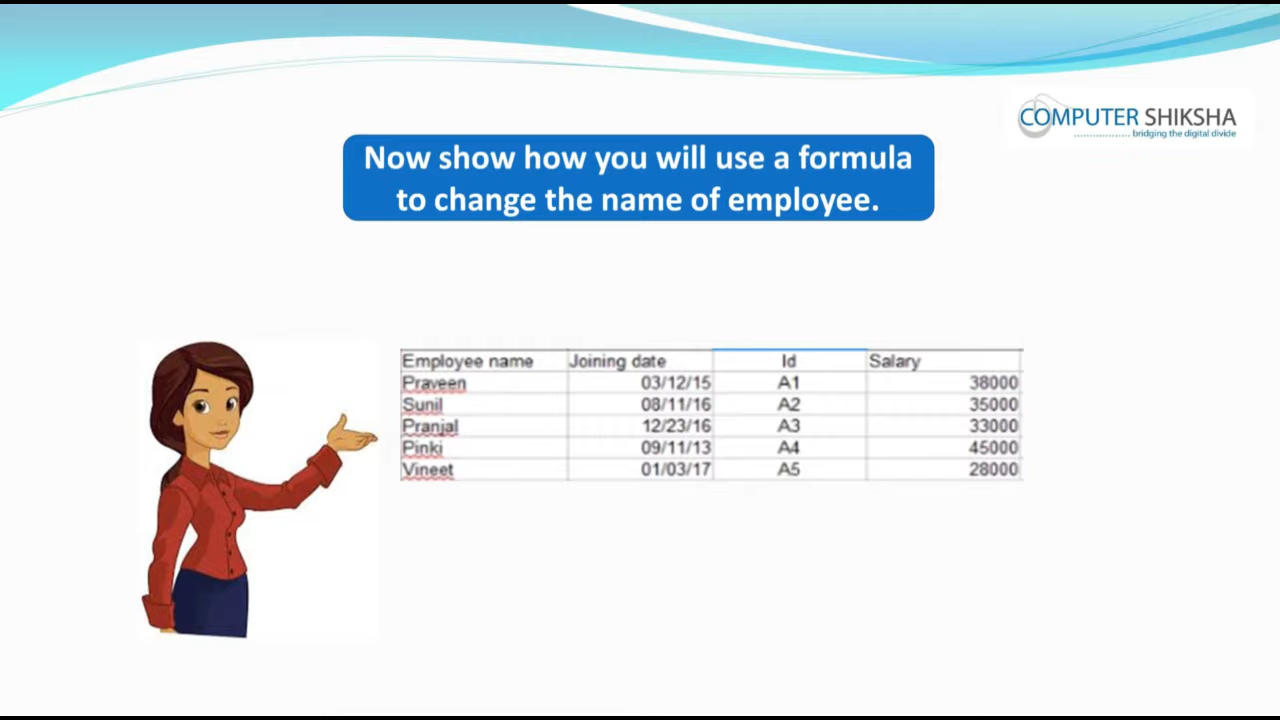 COMPUTER SHIKSHA
bridging the digital divide
Now show how you will use a formula
to change the name of employee.
Employee name Joining date Id Salary
Praveen 03/12/15 A1 38000
Sunil 08/11/16 A2 35000
Pranjal 12/23/16 A3 33000
Pinki 09/11/13 A4 45000
Vineet 01/03/17 A5 28000